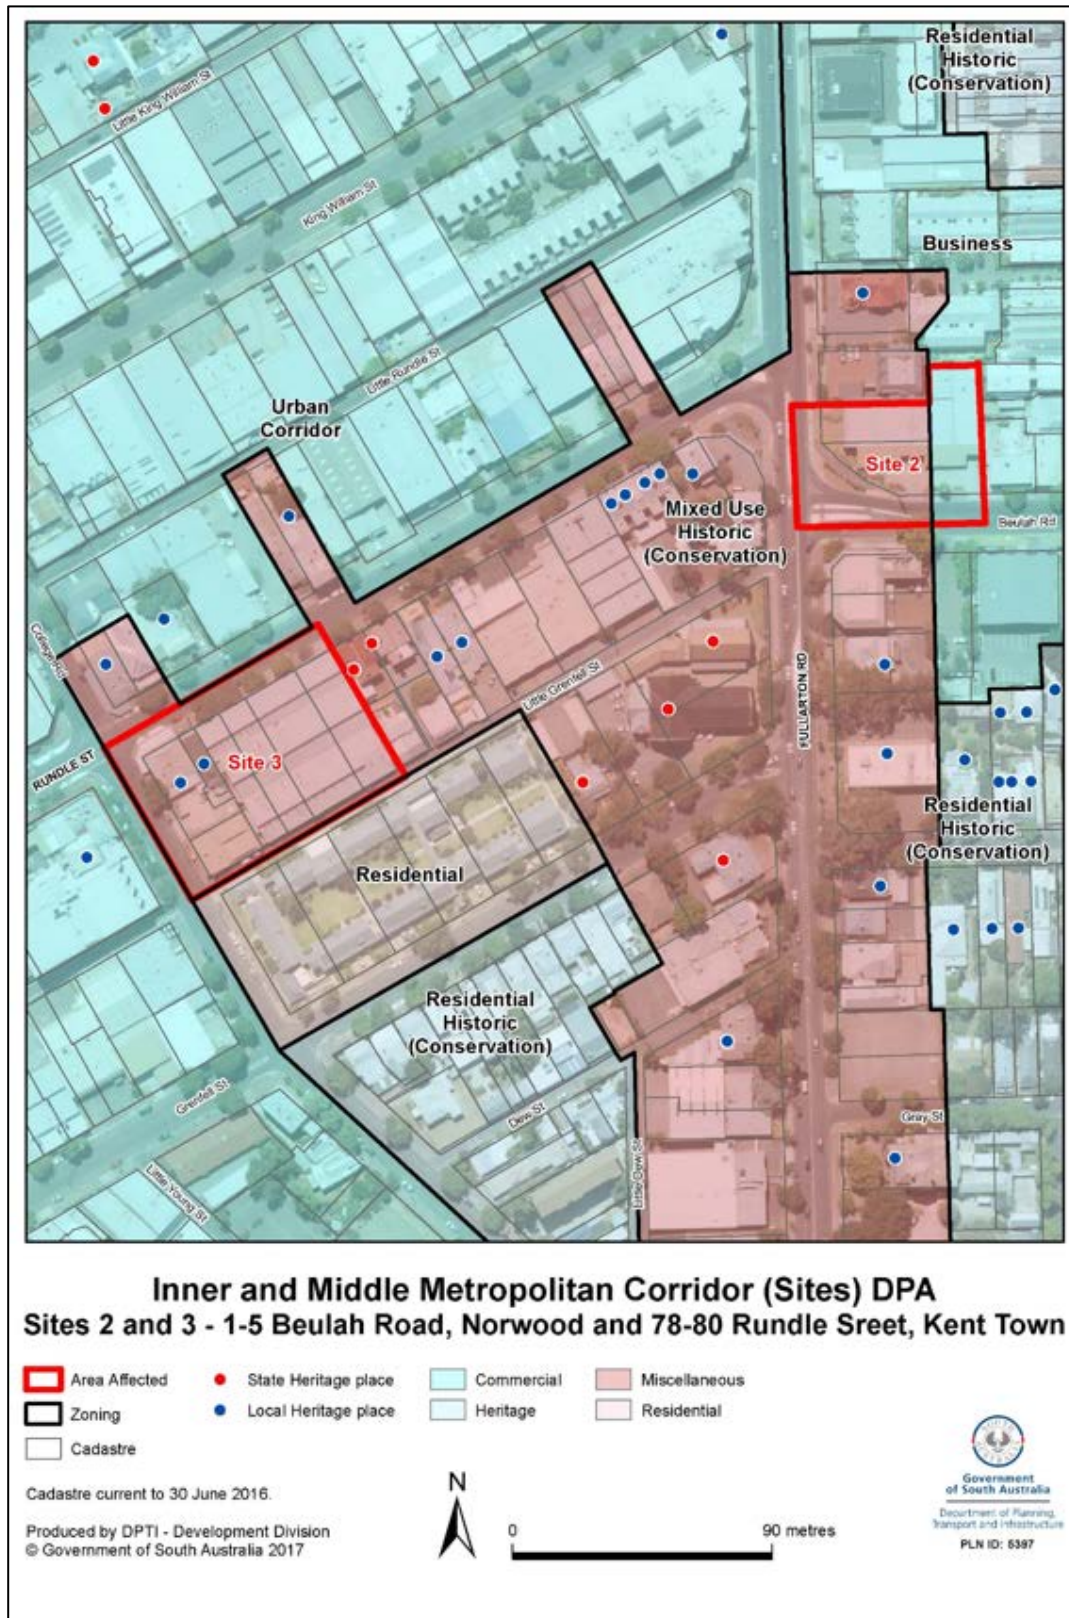 Residential
Historic
(Conservation)
Little King William St
King William St
Business
Little Rundle St
Urban
Corridor
Site 2
Mixed Use
Historic
(Conservation)
Beulah Rd
College Rd
Little Grenfell St
FULLARTON RD
RUNDLE ST
Site 3
Residential
Historic
(Conservation)
Residential
Residential
Historic
(Conservation)
Grenfell St
Dew St
Gray St
Little Dew St
Little Young St
Inner and Middle Metropolitan Corridor (Sites) DPA
Sites 2 and 3 - 1-5 Beulah Road, Norwood and 78-80 Rundle Sreet, Kent Town
Area Affected
State Heritage place
Commercial
Miscellaneous
Zoning
Local Heritage place
Heritage
Residential
Cadastre
Cadastre current to 30 June 2016.
Produced by DPTI - Development Division
© Government of South Australia 2017
N
0
90 metres
Government
of South Australia
Department of Planning,
Transport and Infrastructure
PLN ID: 5397